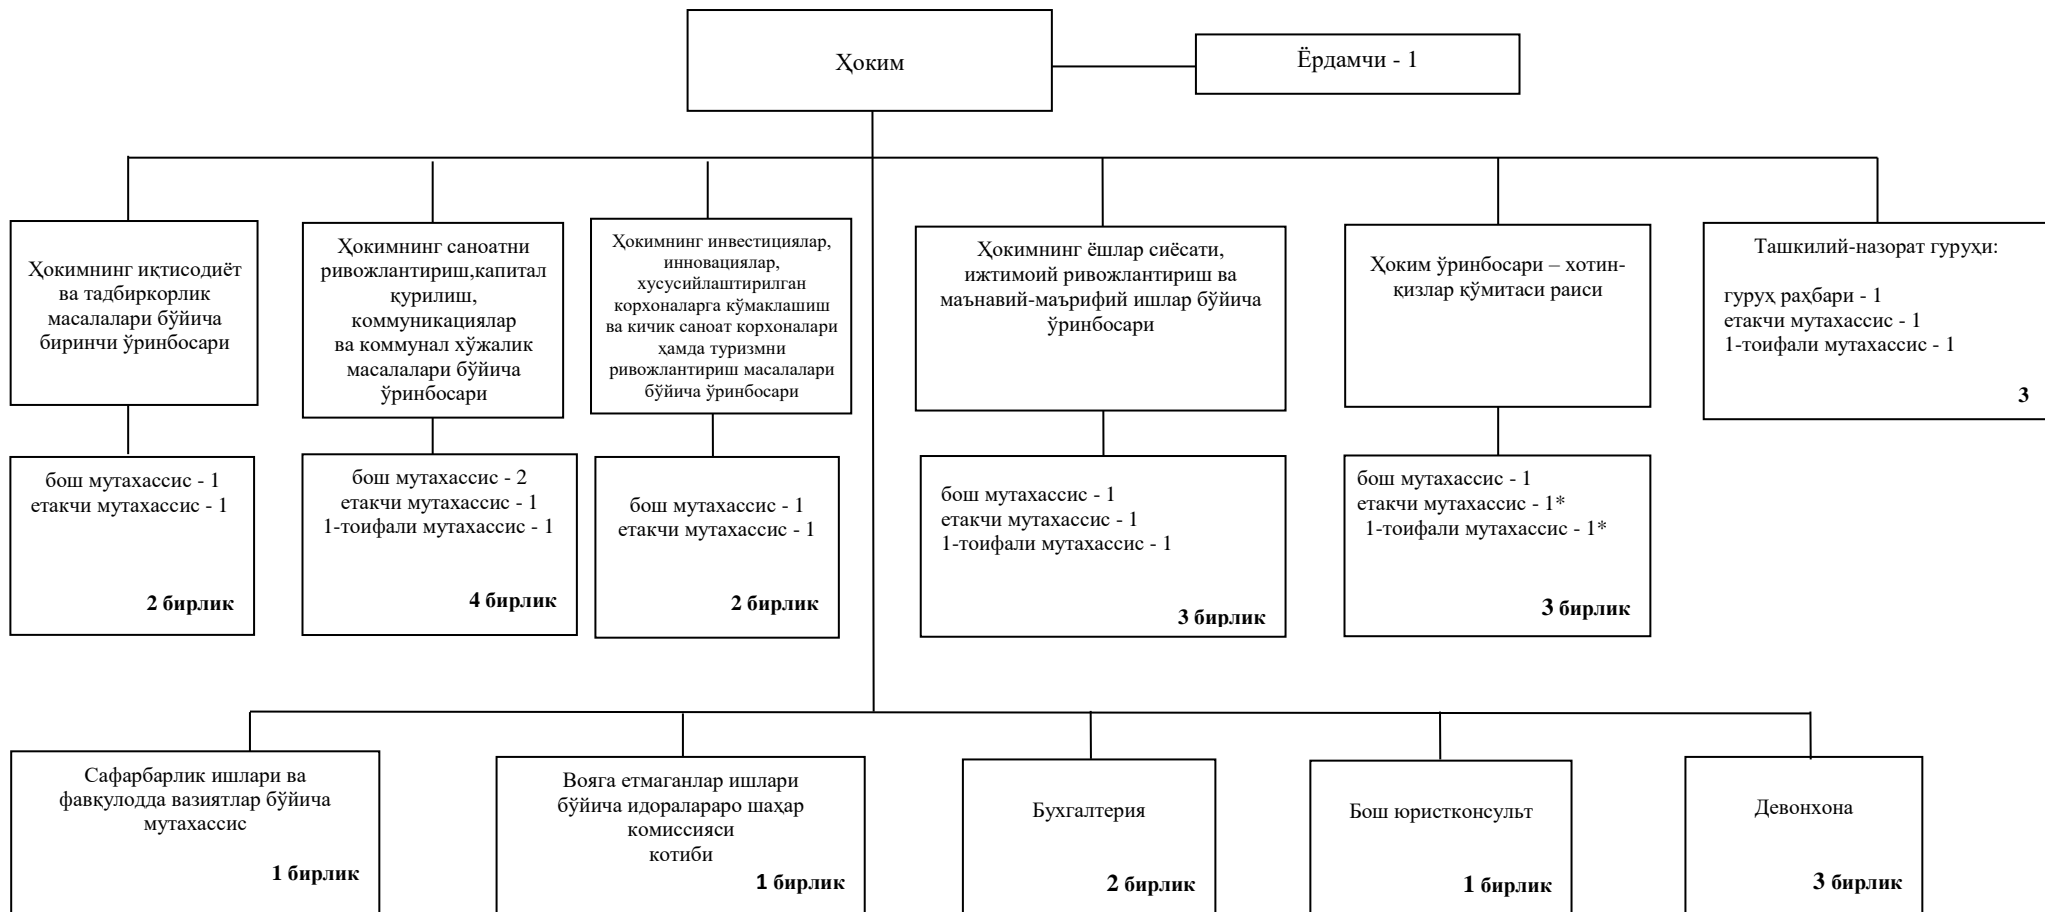 Ҳоким
Ёрдамчи - 1
Ҳокимнинг иқтисодиёт
ва тадбиркорлик
масалалари бўйича
биринчи ўринбосари
Ҳокимнинг саноатни
ривожлантириш,капитал
қурилиш,
коммуникациялар
ва коммунал хўжалик
масалалари бўйича
ўринбосари
Ҳокимнинг инвестициялар,
инновациялар,
хусусийлаштирилган
корхоналарга кўмаклашиш
ва кичик саноат корхоналари
ҳамда туризмни
ривожлантириш масалалари
бўйича ўринбосари
Ҳокимнинг ёшлар сиёсати,
ижтимоий ривожлантириш ва
маънавий-маърифий ишлар бўйича
ўринбосари
Ҳоким ўринбосари – хотин-
қизлар қўмитаси раиси
Ташкилий-назорат гуруҳи:
гуруҳ раҳбари - 1
етакчи мутахассис - 1
1-тоифали мутахассис - 1
3
бош мутахассис - 1
етакчи мутахассис - 1
2 бирлик
бош мутахассис - 2
етакчи мутахассис - 1
1-тоифали мутахассис - 1
4 бирлик
бош мутахассис - 1
етакчи мутахассис - 1
2 бирлик
бош мутахассис - 1
етакчи мутахассис - 1
1-тоифали мутахассис - 1
3 бирлик
бош мутахассис - 1
етакчи мутахассис - 1*
1-тоифали мутахассис - 1*
3 бирлик
Сафарбарлик ишлари ва
фавқулодда вазиятлар бўйича
мутахассис
1 бирлик
Вояга етмаганлар ишлари
бўйича идоралараро шаҳар
комиссияси
котиби
1 бирлик
Бухгалтерия
2 бирлик
Бош юристконсульт
1 бирлик
Девонхона
3 бирлик